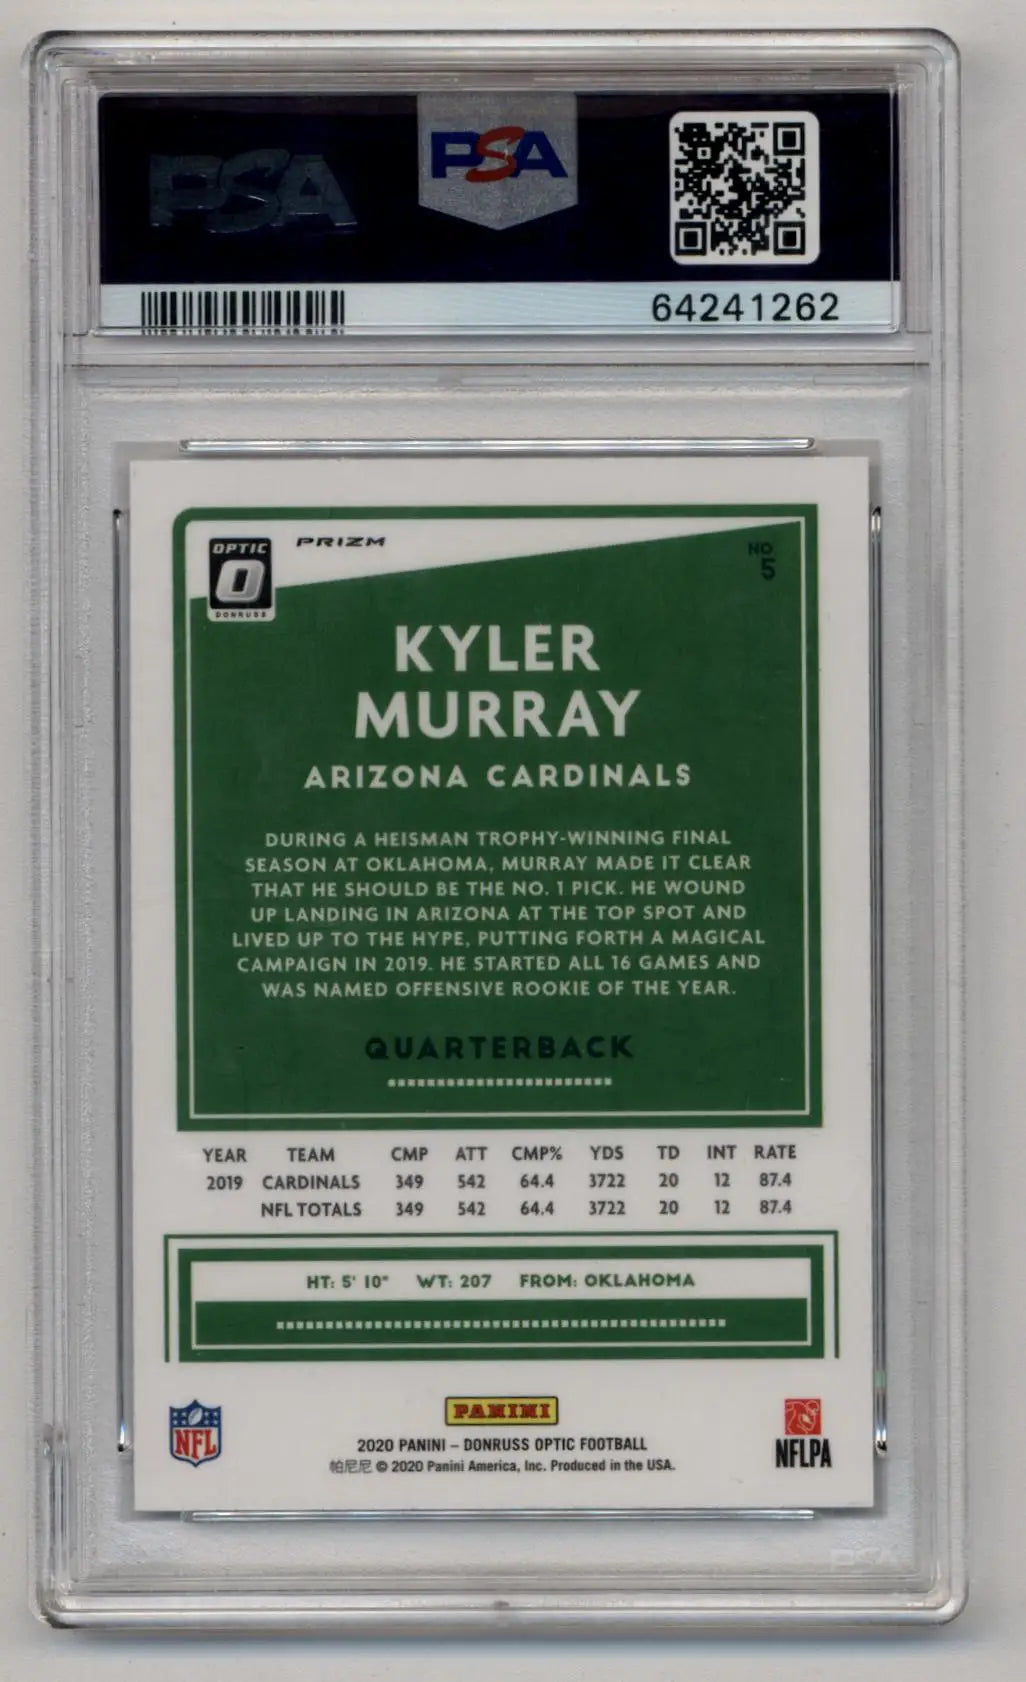 PSA
PSA
64241262
OPTIC
O
DONRUSS
PRIZM
NO
5
KYLER
MURRAY
ARIZONA CARDINALS
DURING A HEISMAN TROPHY-WINNING FINAL
SEASON AT OKLAHOMA, MURRAY MADE IT CLEAR
THAT HE SHOULD BE THE NO. 1 PICK. HE WOUND
UP LANDING IN ARIZONA AT THE TOP SPOT AND
LIVED UP TO THE HYPE, PUTTING FORTH A MAGICAL
CAMPAIGN IN 2019. HE STARTED ALL 16 GAMES AND
WAS NAMED OFFENSIVE ROOKIE OF THE YEAR.
QUARTERBACK
YEAR TEAM CMP ATT CMP% YDS TD INT RATE
2019 CARDINALS 349 542 64.4 3722 20 12 87.4
NFL TOTALS 349 542 64.4 3722 20 12 87.4
HT: 5' 10" WT: 207 FROM: OKLAHOMA
NFL
PANINI
2020 PANINI – DONRUSS OPTIC FOOTBALL
帕尼尼 © 2020 Panini America, Inc. Produced in the USA.
NFLPA
PSA